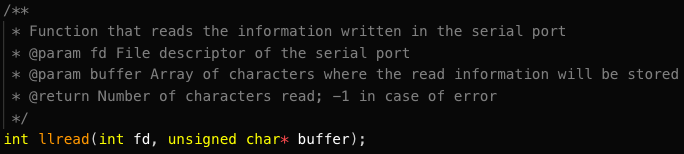 /**
* Function that reads the information written in the serial port
* @param fd File descriptor of the serial port
* @param buffer Array of characters where the read information will be stored
* @return Number of characters read; -1 in case of error
*/
int llread(int fd, unsigned char* buffer);